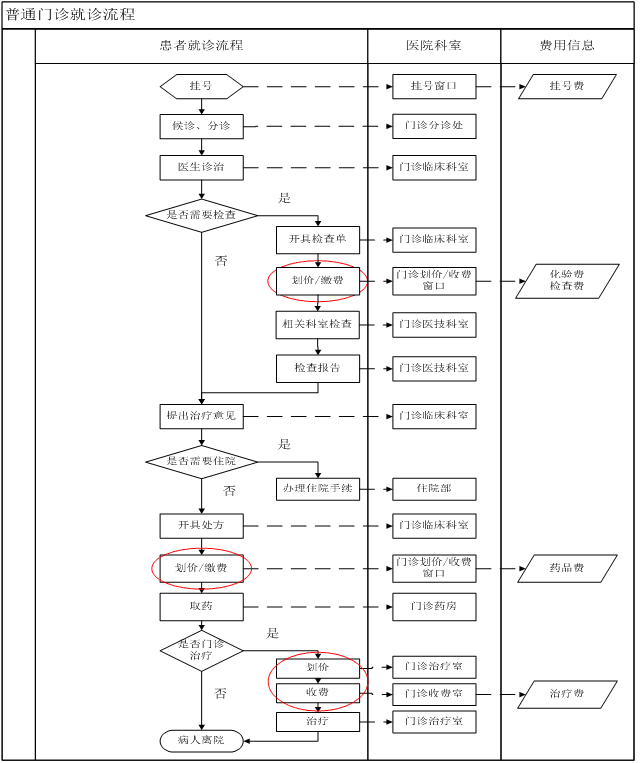 普通门诊就诊流程
患者就诊流程 医院科室 费用信息
挂号 挂号窗口 挂号费
候诊、分诊 门诊分诊处
医生诊治 门诊临床科室
是
是否需要检查
开具检查单 门诊临床科室
否
划价/缴费 门诊划价/收费
窗口 化验费
检查费
相关科室检查 门诊医技科室
检查报告 门诊医技科室
提出治疗意见 门诊临床科室
是
是否需要住院
否 办理住院手续 住院部
开具处方 门诊临床科室
划价/缴费 门诊划价/收费
窗口 药品费
取药 门诊药房
是
是否门诊
治疗
划价 门诊治疗室
否 收费 门诊收费室 治疗费
治疗 门诊治疗室
病人离院